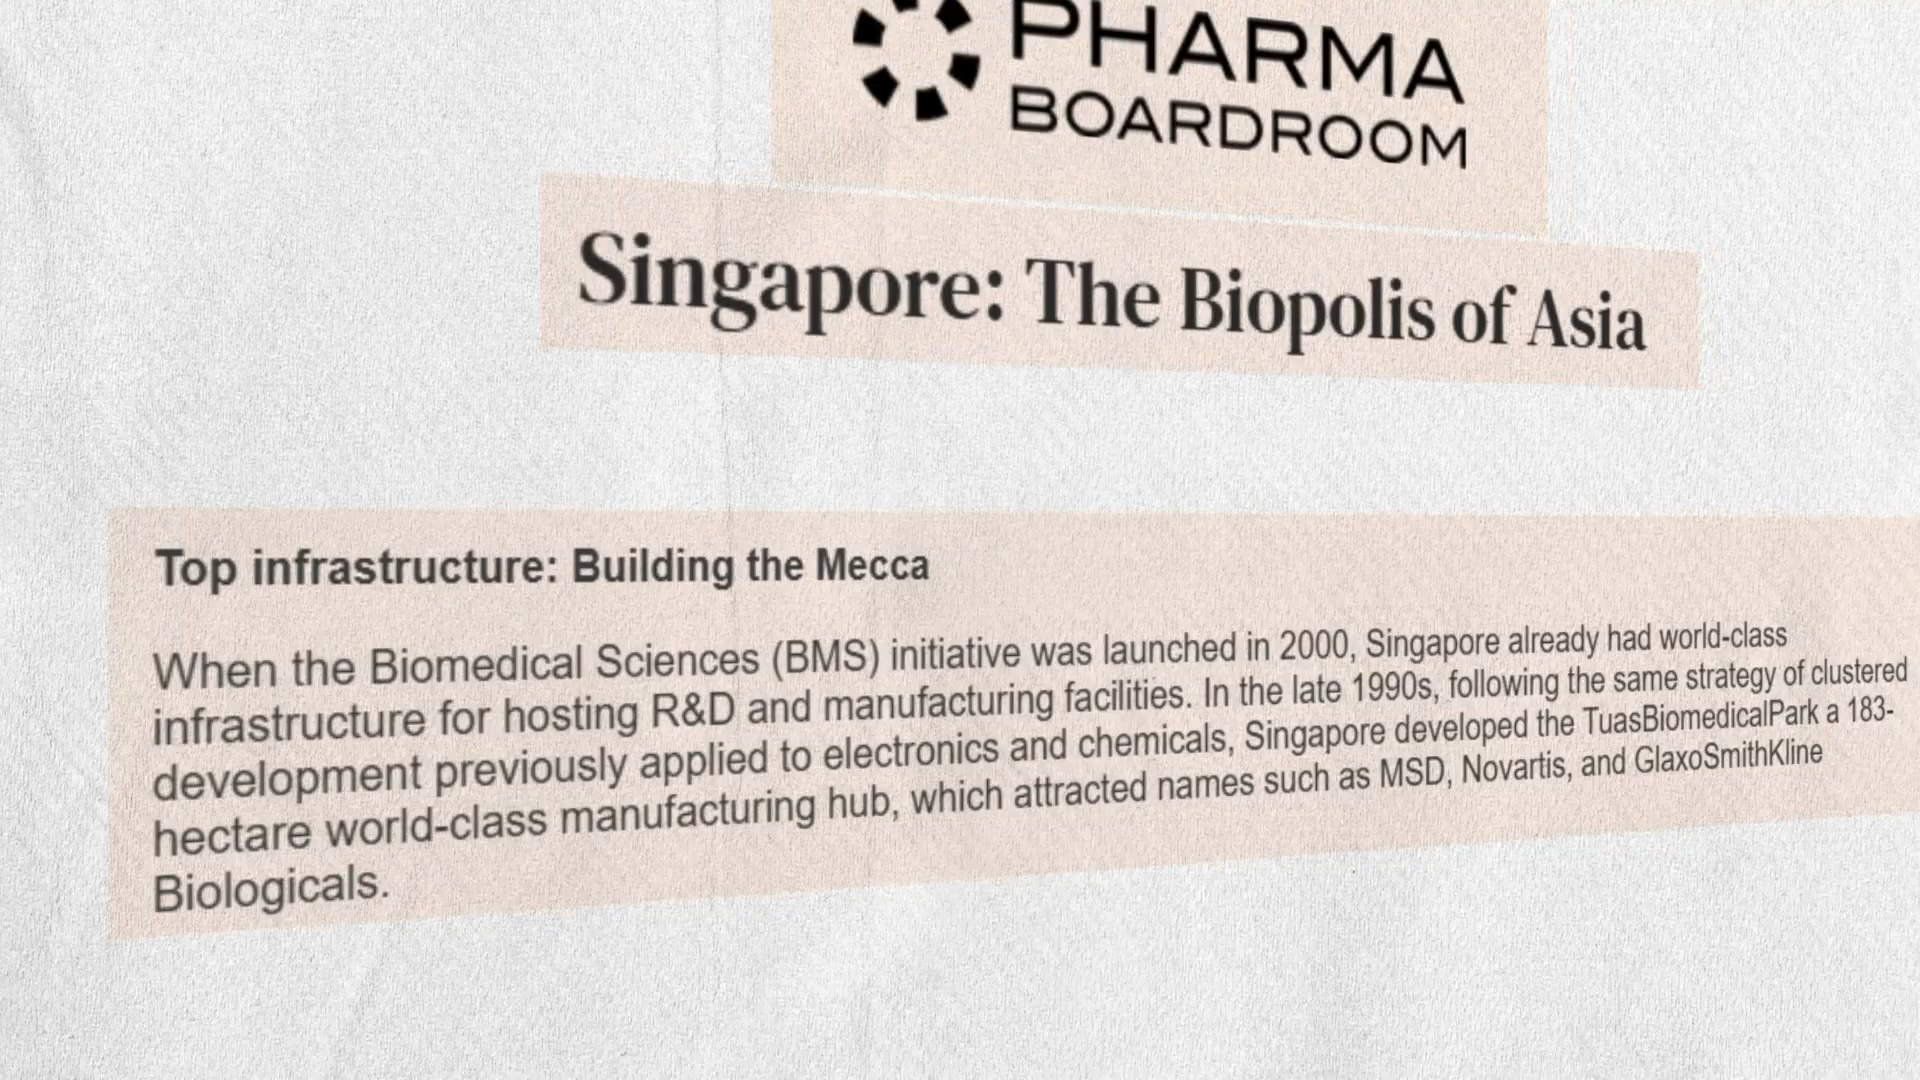 PHARMA
BOARDROOM
Singapore: The Biopolis of Asia
Top infrastructure: Building the Mecca
When the Biomedical Sciences (BMS) initiative was launched in 2000, Singapore already had world-class
infrastructure for hosting R&D and manufacturing facilities. In the late 1990s, following the same strategy of clustered
development previously applied to electronics and chemicals, Singapore developed the TuasBiomedicalPark a 183-
hectare world-class manufacturing hub, which attracted names such as MSD, Novartis, and GlaxoSmithKline
Biologicals.